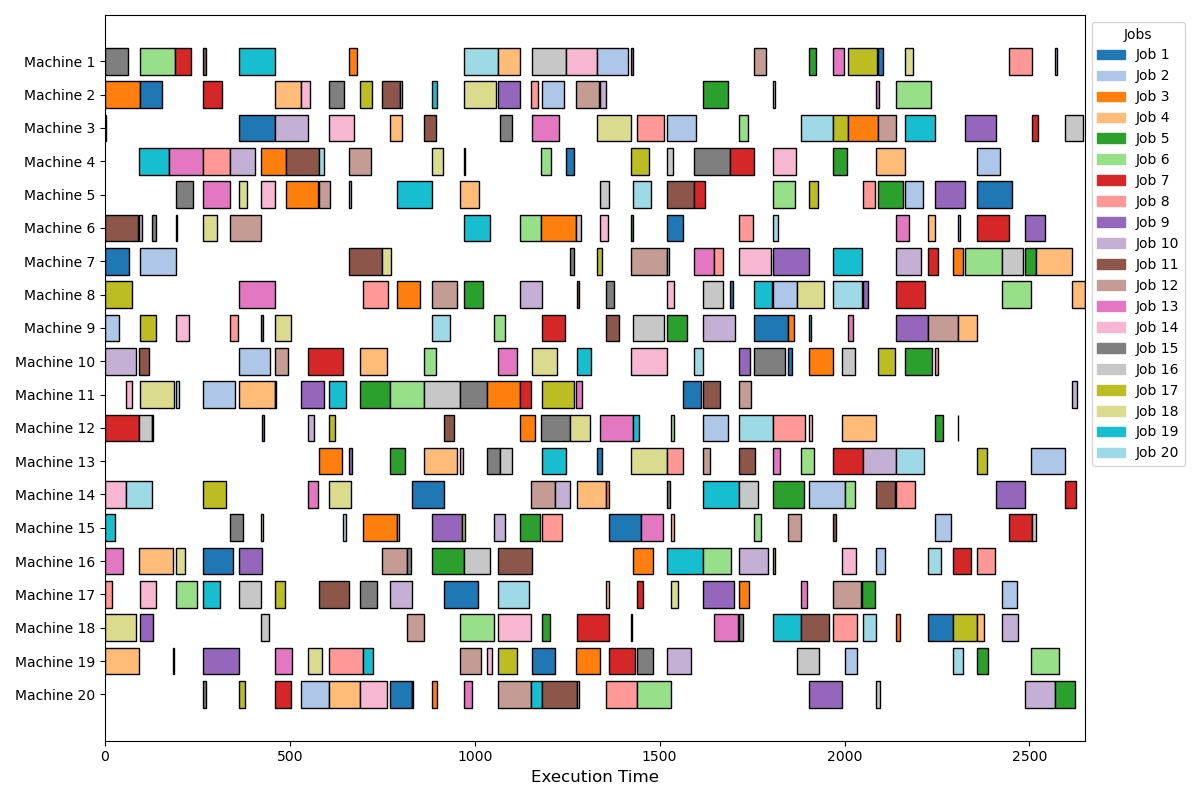 Machine 1
Machine 2
Machine 3
Machine 4
Machine 5
Machine 6
Machine 7
Machine 8
Machine 9
Machine 10
Machine 11
Machine 12
Machine 13
Machine 14
Machine 15
Machine 16
Machine 17
Machine 18
Machine 19
Machine 20
0 500 1000 1500 2000 2500
Execution Time
Jobs
Job 1
Job 2
Job 3
Job 4
Job 5
Job 6
Job 7
Job 8
Job 9
Job 10
Job 11
Job 12
Job 13
Job 14
Job 15
Job 16
Job 17
Job 18
Job 19
Job 20